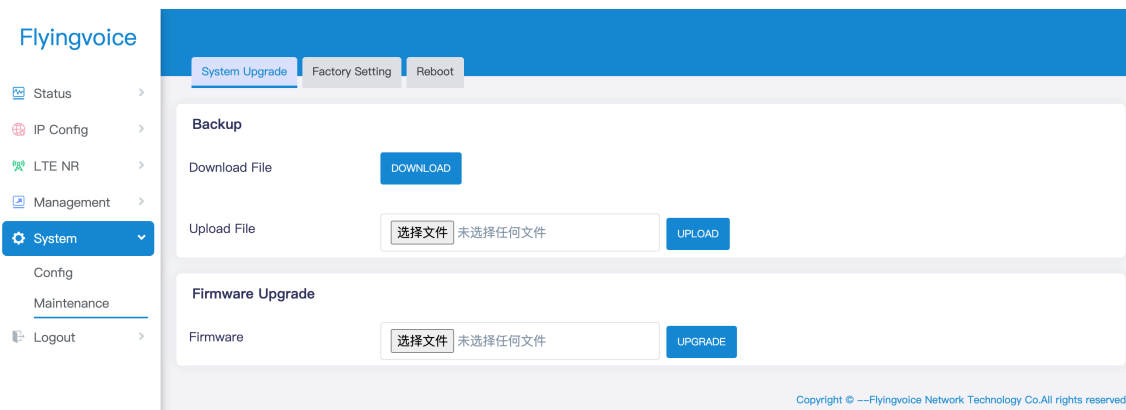 Flyingvoice
System Upgrade
Factory Setting
Reboot
Status
IP Config
LTE NR
Management
System
Config
Maintenance
Logout
Backup
Download File
DOWNLOAD
Upload File
选择文件 未选择任何文件
UPLOAD
Firmware Upgrade
Firmware
选择文件 未选择任何文件
UPGRADE
Copyright © --Flyingvoice Network Technology Co.All rights reserved